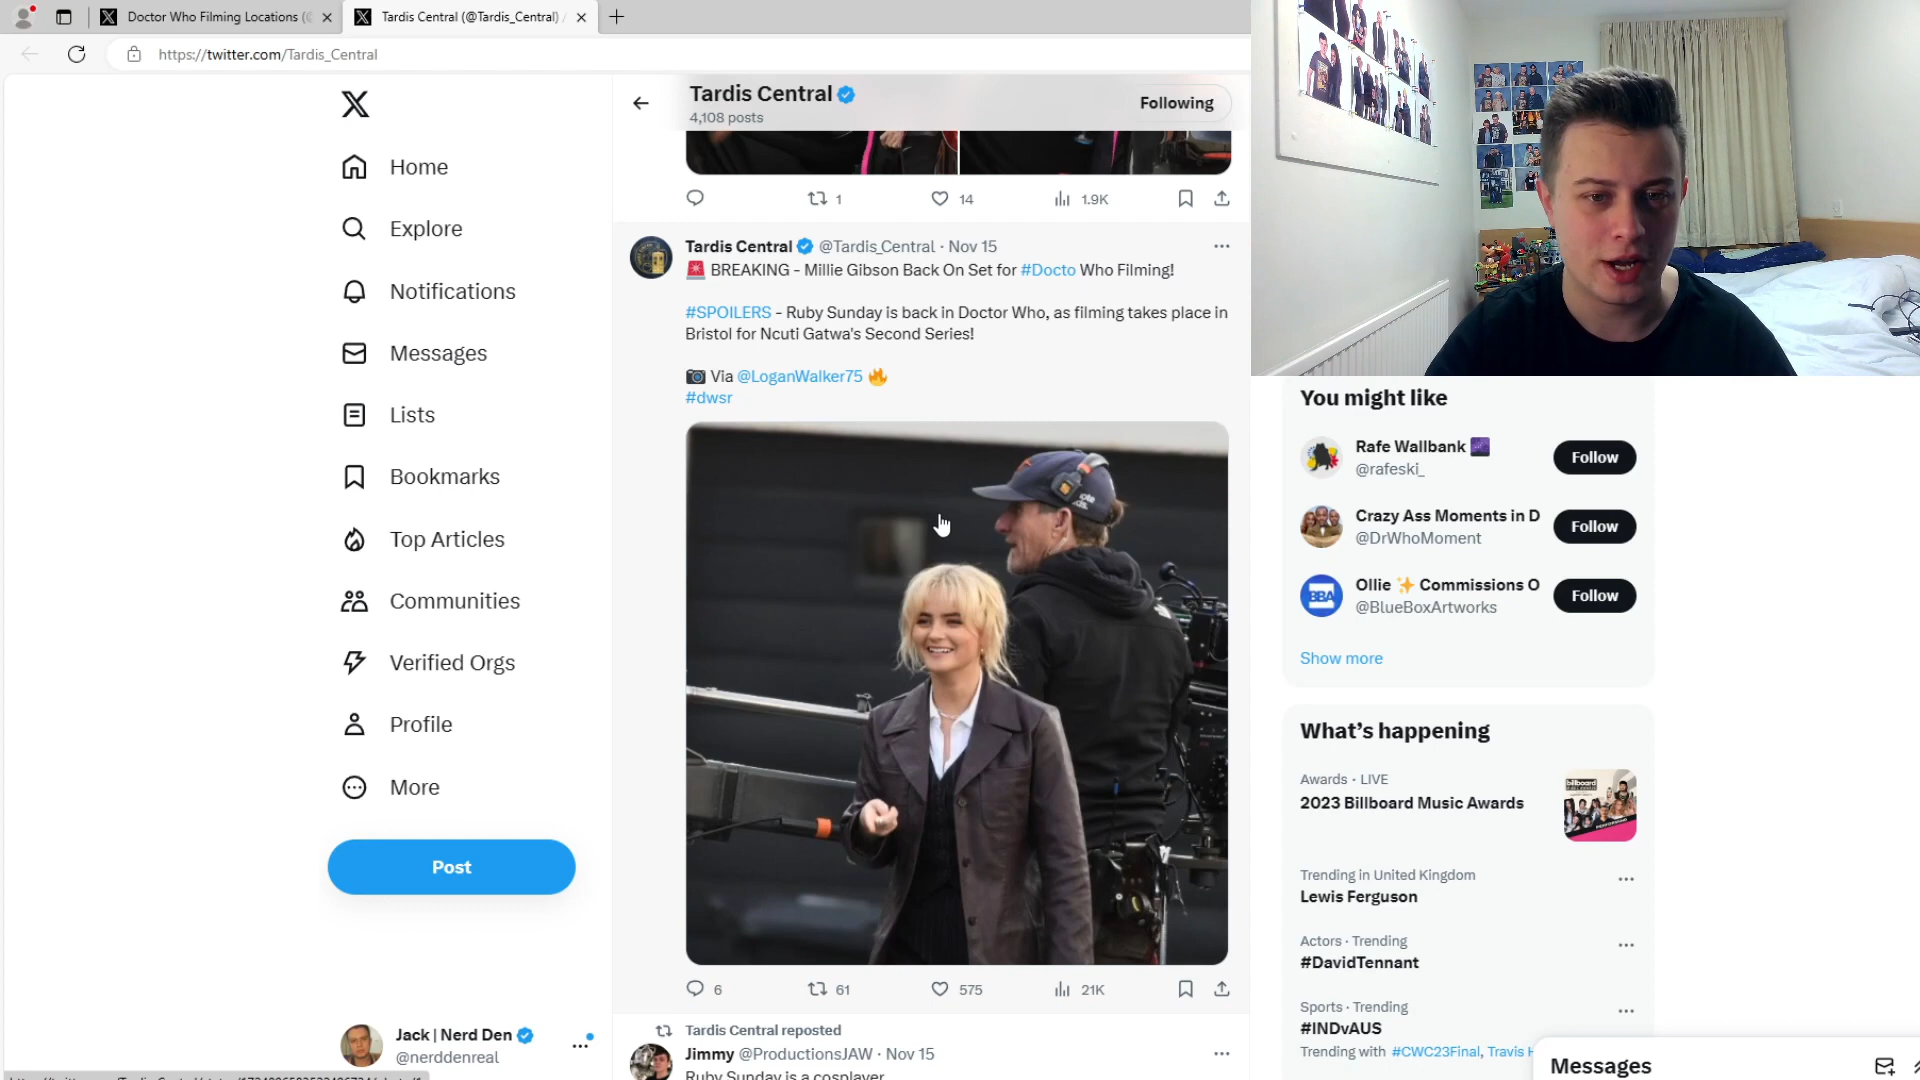 Doctor Who Filming Locations (@
Tardis Central (@Tardis_Central) /
https://twitter.com/Tardis_Central
Home
Explore
Notifications
Messages
Lists
Bookmarks
Top Articles
Communities
Verified Orgs
Profile
More
Post
Jack | Nerd Den
@nerddenreal
Tardis Central
4,108 posts
Following
1
14
1.9K
Tardis Central @Tardis_Central · Nov 15
🚨 BREAKING - Millie Gibson Back On Set for #Docto Who Filming!
#SPOILERS - Ruby Sunday is back in Doctor Who, as filming takes place in
Bristol for Ncuti Gatwa's Second Series!
📷 Via @LoganWalker75 🔥
#dwsr
6
61
575
21K
Tardis Central reposted
Jimmy @ProductionsJAW · Nov 15
Ruby Sunday is a cosplayer
You might like
Rafe Wallbank
@rafeski_
Follow
Crazy Ass Moments in D
@DrWhoMoment
Follow
BBA
Ollie ✨ Commissions O
@BlueBoxArtworks
Follow
Show more
What's happening
Awards · LIVE
2023 Billboard Music Awards
billboard
Trending in United Kingdom
Lewis Ferguson
Actors · Trending
#DavidTennant
Sports · Trending
#INDvAUS
Trending with #CWC23Final, Travis H
Messages